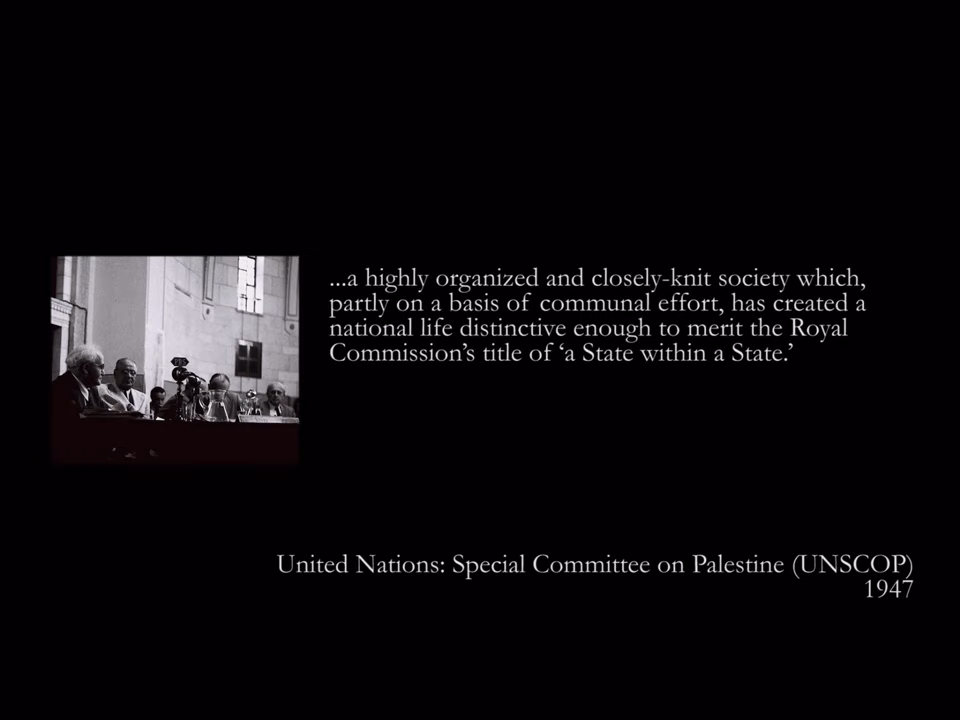 ...a highly organized and closely-knit society which,
partly on a basis of communal effort, has created a
national life distinctive enough to merit the Royal
Commission’s title of ‘a State within a State.’
United Nations: Special Committee on Palestine (UNSCOP)
1947